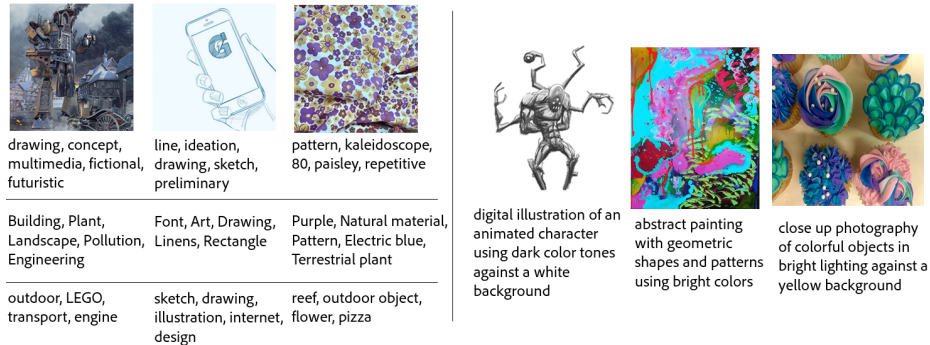 G
drawing, concept,
multimedia, fictional,
futuristic
line, ideation,
drawing, sketch,
preliminary
pattern, kaleidoscope,
80, paisley, repetitive
Building, Plant,
Landscape, Pollution,
Engineering
Font, Art, Drawing,
Linens, Rectangle
Purple, Natural material,
Pattern, Electric blue,
Terrestrial plant
outdoor, LEGO,
transport, engine
sketch, drawing,
illustration, internet,
design
reef, outdoor object,
flower, pizza
digital illustration of an
animated character
using dark color tones
against a white
background
abstract painting
with geometric
shapes and patterns
using bright colors
close up photography
of colorful objects in
bright lighting against a
yellow background